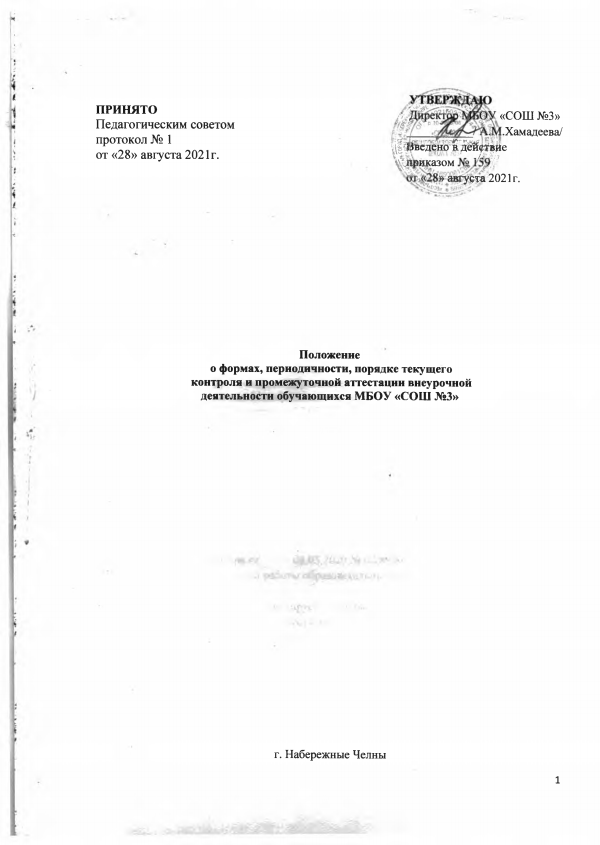 ПРИНЯТО
Педагогическим советом
протокол № 1
от «28» августа 2021г.
УТВЕРЖДАЮ
Директор МБОУ «СОШ №3»
А.М.Хамадеева/
Введено в действие
приказом № 159
от «28» августа 2021г.
Положение
о формах, периодичности, порядке текущего
контроля и промежуточной аттестации внеурочной
деятельности обучающихся МБОУ «СОШ №3»
г. Набережные Челны
1